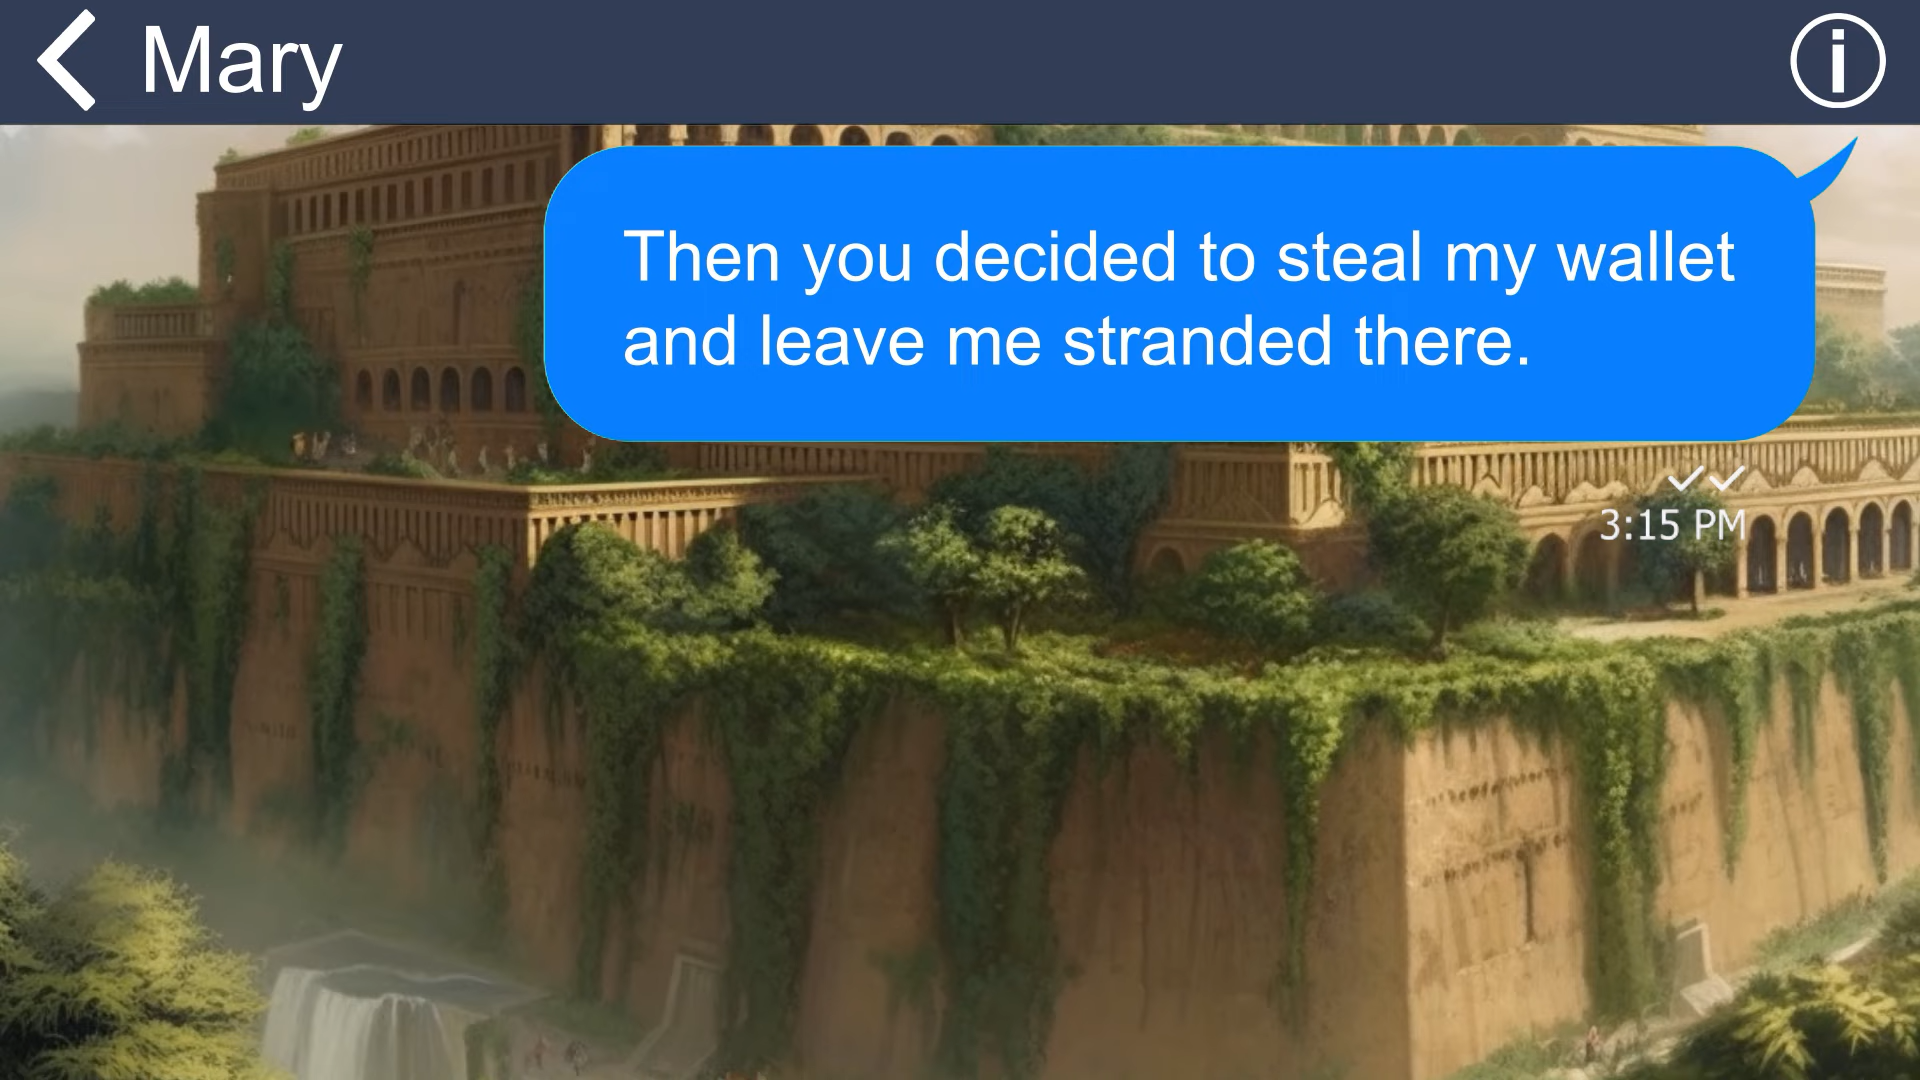 Mary
Then you decided to steal my wallet
and leave me stranded there.
3:15 PM